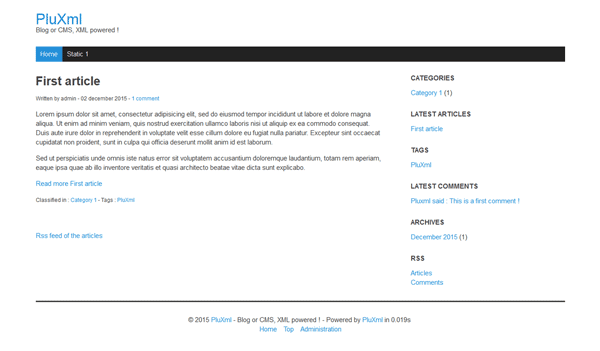 PluXml
Blog or CMS, XML powered !
Home Static 1
First article
Written by admin - 02 december 2015 - 1 comment
Lorem ipsum dolor sit amet, consectetur adipisicing elit, sed do eiusmod tempor incididunt ut labore et dolore magna
aliqua. Ut enim ad minim veniam, quis nostrud exercitation ullamco laboris nisi ut aliquip ex ea commodo consequat.
Duis aute irure dolor in reprehenderit in voluptate velit esse cillum dolore eu fugiat nulla pariatur. Excepteur sint occaecat
cupidatat non proident, sunt in culpa qui officia deserunt mollit anim id est laborum.
Sed ut perspiciatis unde omnis iste natus error sit voluptatem accusantium doloremque laudantium, totam rem aperiam,
eaque ipsa quae ab illo inventore veritatis et quasi architecto beatae vitae dicta sunt explicabo.
Read more First article
Classified in : Category 1 - Tags : PluXml
Rss feed of the articles
CATEGORIES
Category 1 (1)
LATEST ARTICLES
First article
TAGS
PluXml
LATEST COMMENTS
Pluxml said : This is a first comment !
ARCHIVES
December 2015 (1)
RSS
Articles
Comments
© 2015 PluXml - Blog or CMS, XML powered ! - Powered by PluXml in 0.019s
Home Top Administration